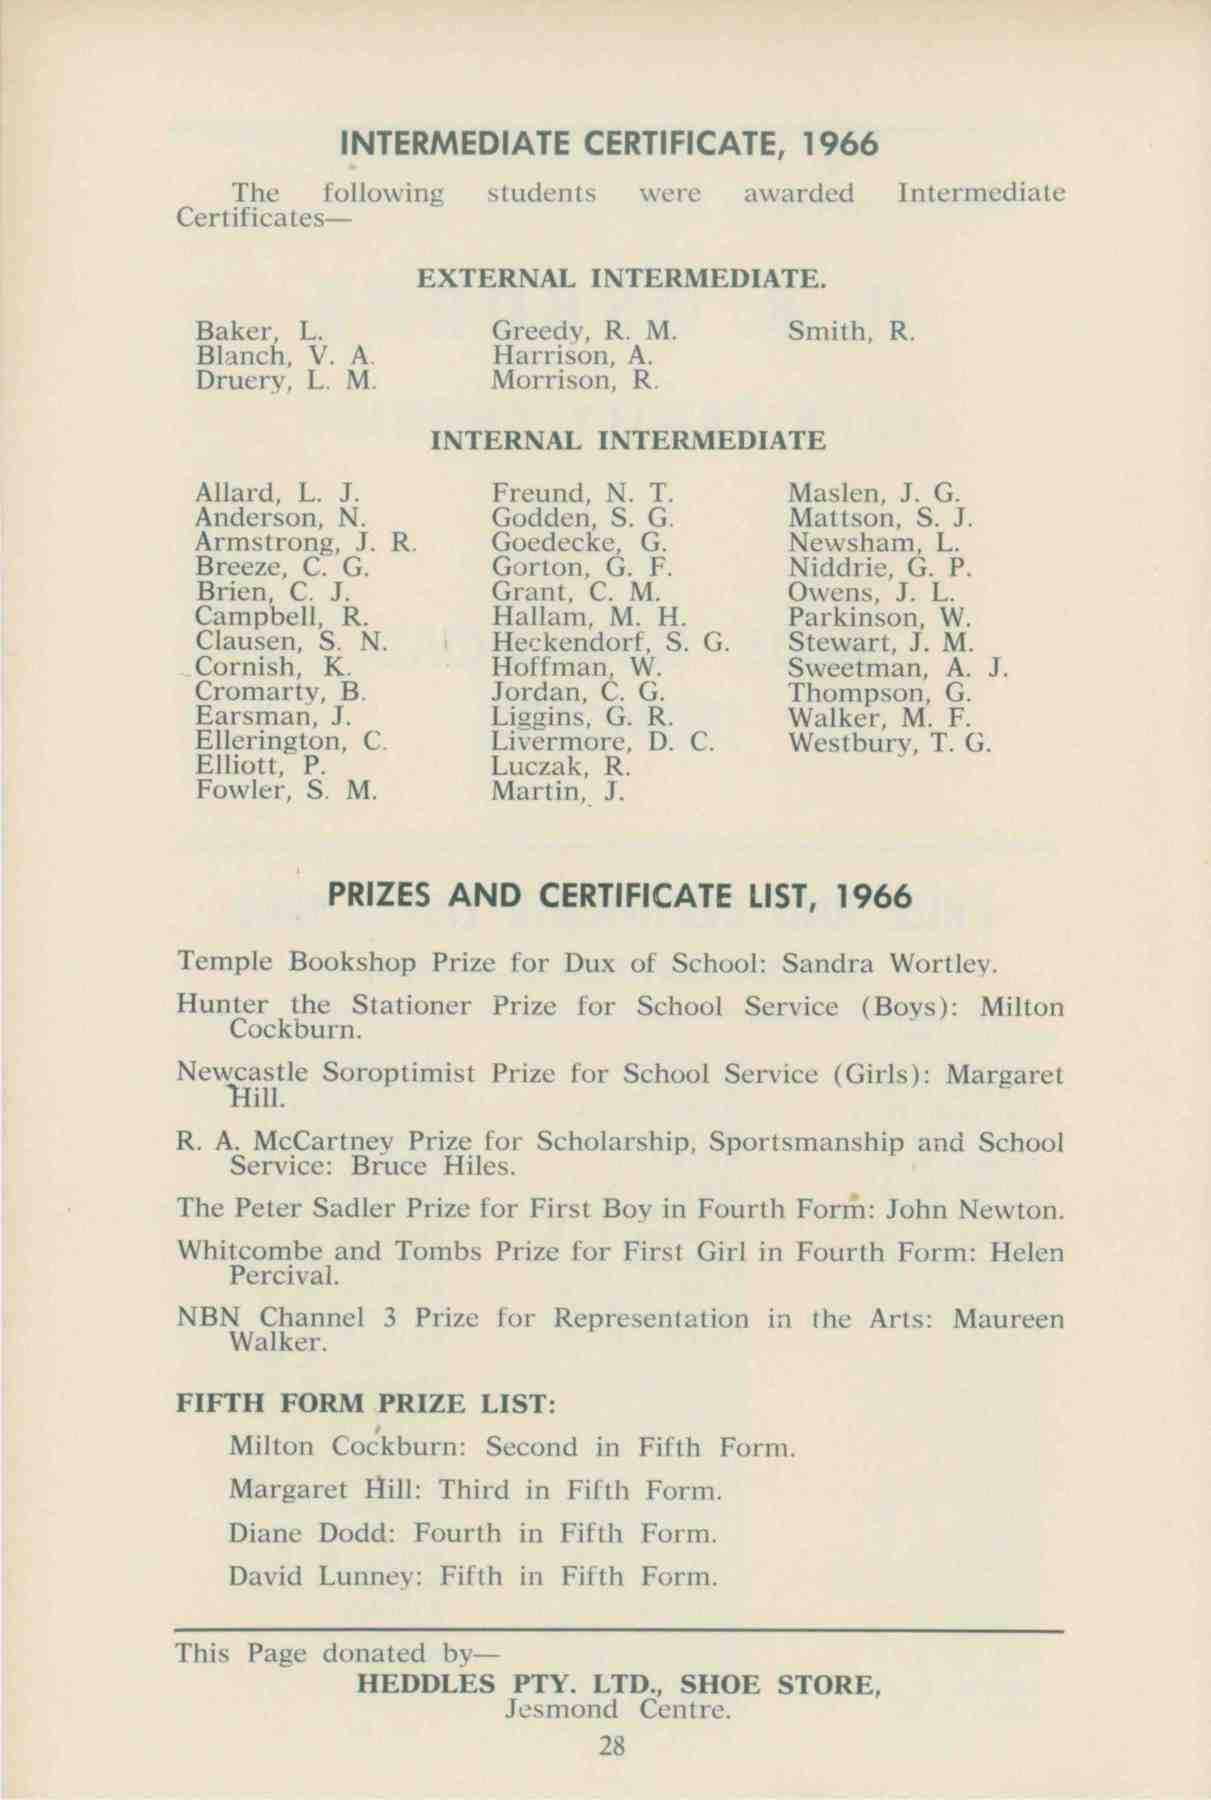 INTERMEDIATE CERTIFICATE, 1966
The following students were awarded Intermediate
Certificates—
EXTERNAL INTERMEDIATE.
Baker, L.
Blanch, V. A.
Druery, L. M.
Greedy, R. M.
Harrison, A.
Morrison, R.
Smith, R.
INTERNAL INTERMEDIATE
Allard, L. J.
Anderson, N.
Armstrong, J. R.
Breeze, C. G.
Brien, C. J.
Campbell, R.
Clausen, S. N.
Cornish, K.
Cromarty, B.
Earsman, J.
Ellerington, C.
Elliott, P.
Fowler, S. M.
Freund, N. T.
Godden, S. G.
Goedecke, G.
Gorton, G. F.
Grant, C. M.
Hallam, M. H.
Heckendorf, S. G.
Hoffman, W.
Jordan, C. G.
Liggins, G. R.
Livermore, D. C.
Luczak, R.
Martin, J.
Maslen, J. G.
Mattson, S. J.
Newsham, L.
Niddrie, G. P.
Owens, J. L.
Parkinson, W.
Stewart, J. M.
Sweetman, A. J.
Thompson, G.
Walker, M. F.
Westbury, T. G.
PRIZES AND CERTIFICATE LIST, 1966
Temple Bookshop Prize for Dux of School: Sandra Wortley.
Hunter the Stationer Prize for School Service (Boys): Milton
Cockburn.
Newcastle Soroptimist Prize for School Service (Girls): Margaret
Hill.
R. A. McCartney Prize for Scholarship, Sportsmanship and School
Service: Bruce Hiles.
The Peter Sadler Prize for First Boy in Fourth Form: John Newton.
Whitcombe and Tombs Prize for First Girl in Fourth Form: Helen
Percival.
NBN Channel 3 Prize for Representation in the Arts: Maureen
Walker.
FIFTH FORM PRIZE LIST:
Milton Cockburn: Second in Fifth Form.
Margaret Hill: Third in Fifth Form.
Diane Dodd: Fourth in Fifth Form.
David Lunney: Fifth in Fifth Form.
This Page donated by—
HEDDLES PTY. LTD., SHOE STORE,
Jesmond Centre.
28